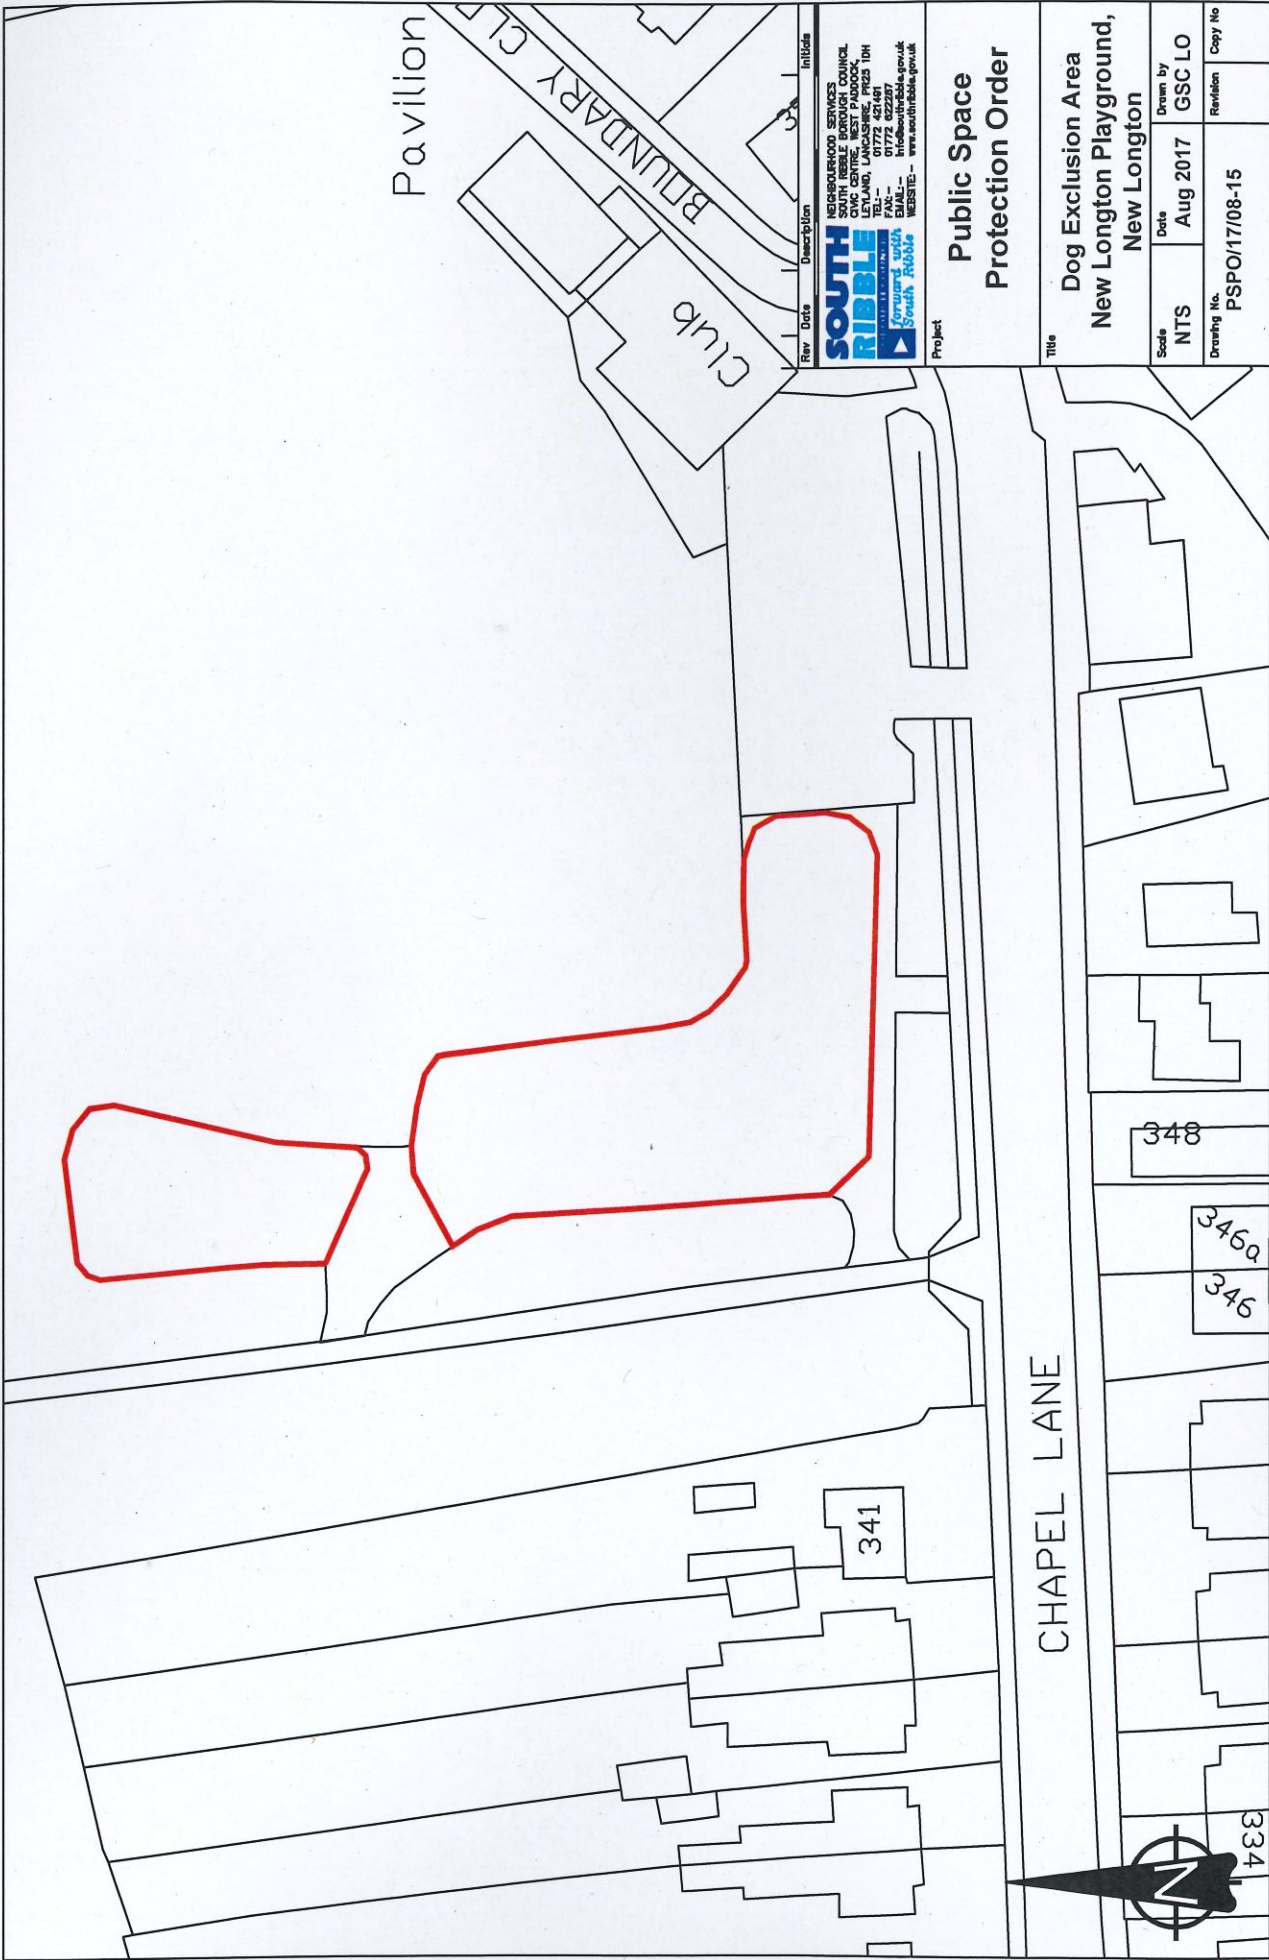 Pavilion
BOUNDARY
Club
Rev Date Description Initials
SOUTH
RIBBLE
forward with
South Ribble
NEIGHBOURHOOD SERVICES
SOUTH RIBBLE BOROUGH COUNCIL
CIVIC CENTRE, WEST PADDOCK,
LEYLAND, LANCASHIRE, PR25 1DH
TEL:- 01772 421491
FAX:- 01772 622287
EMAIL:- info@southribble.gov.uk
WEBSITE:- www.southribble.gov.uk
Project
Public Space
Protection Order
Title
Dog Exclusion Area
New Longton Playground,
New Longton
Scale
NTS
Date
Aug 2017
Drawn by
GSC LO
Drawing No.
PSPO/17/08-15
Revision
Copy No
348
346a
346
341
CHAPEL LANE
334
N